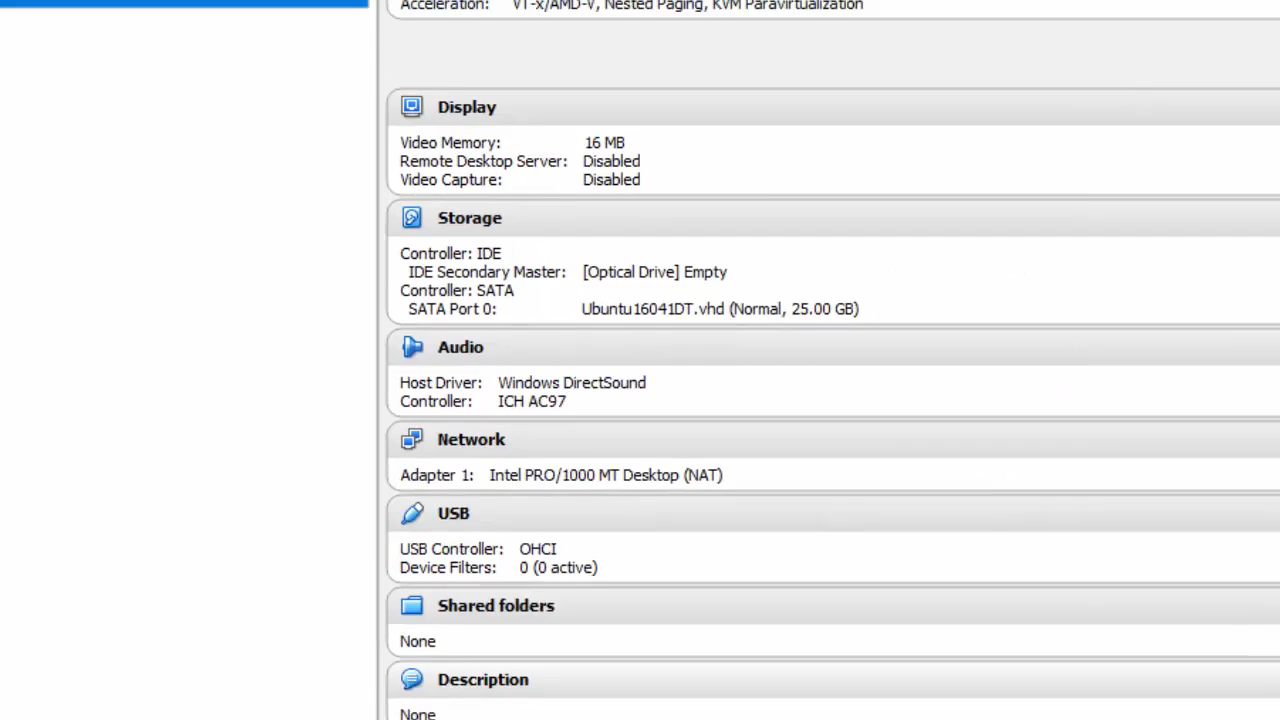 Acceleration: VT-x/AMD-V, Nested Paging, KVM Paravirtualization
Display
Video Memory: 16 MB
Remote Desktop Server: Disabled
Video Capture: Disabled
Storage
Controller: IDE
IDE Secondary Master: [Optical Drive] Empty
Controller: SATA
SATA Port 0: Ubuntu16041DT.vhd (Normal, 25.00 GB)
Audio
Host Driver: Windows DirectSound
Controller: ICH AC97
Network
Adapter 1: Intel PRO/1000 MT Desktop (NAT)
USB
USB Controller: OHCI
Device Filters: 0 (0 active)
Shared folders
None
Description
None